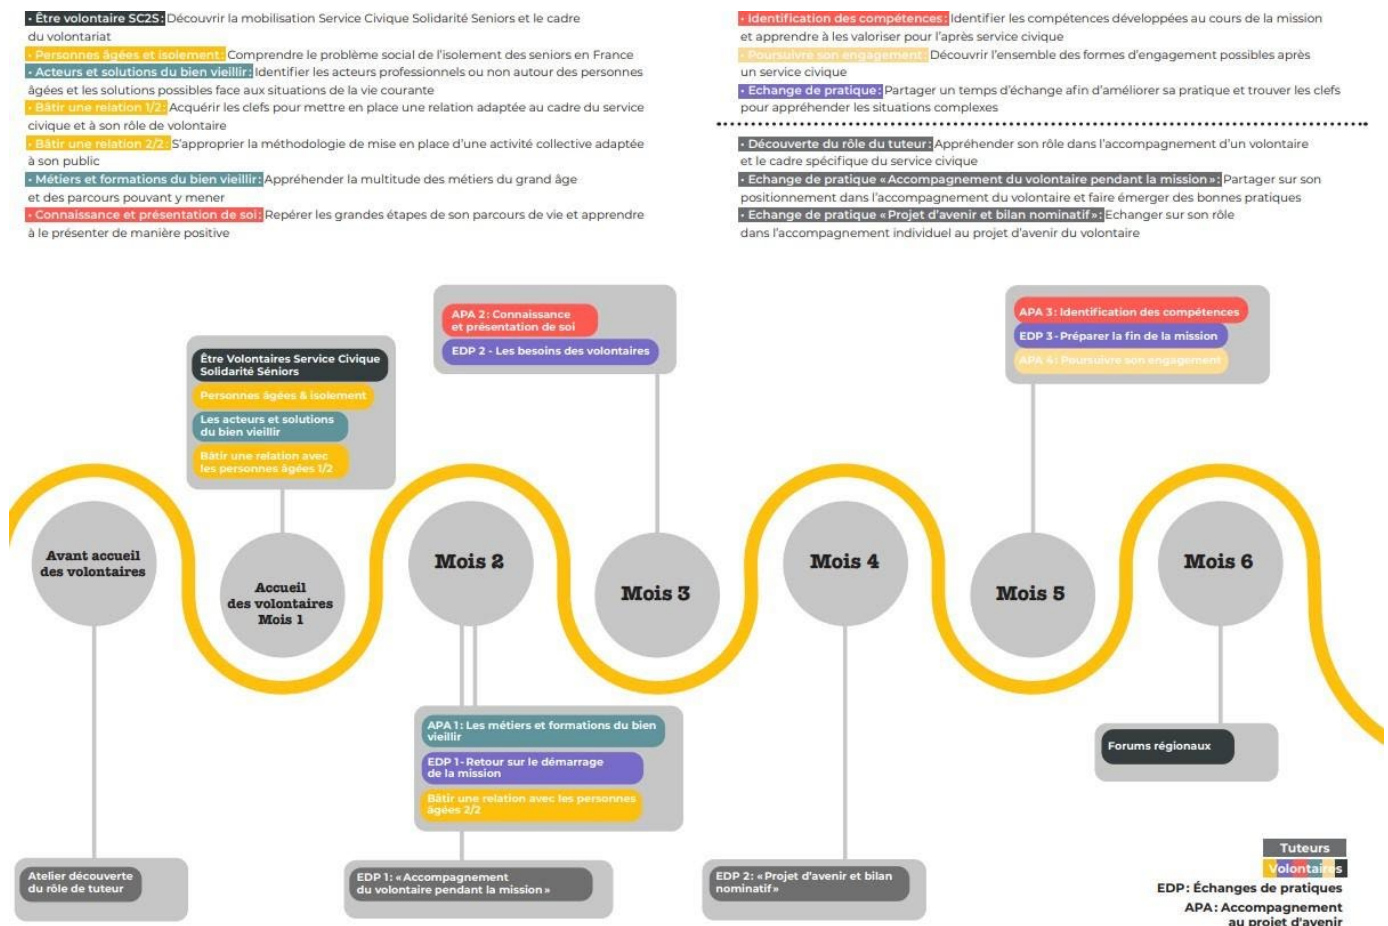 • Être volontaire SC2S : Découvrir la mobilisation Service Civique Solidarité Seniors et le cadre
du volontariat
• Personnes âgées et isolement : Comprendre le problème social de l'isolement des seniors en France
• Acteurs et solutions du bien vieillir : Identifier les acteurs professionnels ou non autour des personnes
âgées et les solutions possibles face aux situations de la vie courante
• Bâtir une relation 1/2 : Acquérir les clefs pour mettre en place une relation adaptée au cadre du service
civique et à son rôle de volontaire
• Bâtir une relation 2/2 : S'approprier la méthodologie de mise en place d'une activité collective adaptée
à son public
• Métiers et formations du bien vieillir : Appréhender la multitude des métiers du grand âge
et des parcours pouvant y mener
• Connaissance et présentation de soi : Repérer les grandes étapes de son parcours de vie et apprendre
à le présenter de manière positive
• Identification des compétences : Identifier les compétences développées au cours de la mission
et apprendre à les valoriser pour l'après service civique
• Poursuivre son engagement : Découvrir l'ensemble des formes d'engagement possibles après
un service civique
• Echange de pratique : Partager un temps d'échange afin d'améliorer sa pratique et trouver les clefs
pour appréhender les situations complexes
• Découverte du rôle du tuteur : Appréhender son rôle dans l'accompagnement d'un volontaire
et le cadre spécifique du service civique
• Echange de pratique « Accompagnement du volontaire pendant la mission » : Partager sur son
positionnement dans l'accompagnement du volontaire et faire émerger des bonnes pratiques
• Echange de pratique « Projet d'avenir et bilan nominatif » : Echanger sur son rôle
dans l'accompagnement individuel au projet d'avenir du volontaire
Être Volontaires Service Civique
Solidarité Séniors
Personnes âgées & isolement
Les acteurs et solutions
du bien vieillir
Bâtir une relation avec
les personnes âgées 1/2
APA 2 : Connaissance
et présentation de soi
EDP 2 - Les besoins des volontaires
APA 3 : Identification des compétences
EDP 3 - Préparer la fin de la mission
APA 4 : Poursuivre son engagement
Avant accueil
des volontaires
Accueil
des volontaires
Mois 1
Mois 2
Mois 3
Mois 4
Mois 5
Mois 6
APA 1 : Les métiers et formations du bien
vieillir
EDP 1 - Retour sur le démarrage
de la mission
Bâtir une relation avec les personnes
âgées 2/2
Forums régionaux
Atelier découverte
du rôle de tuteur
EDP 1 : « Accompagnement
du volontaire pendant la mission »
EDP 2 : « Projet d'avenir et bilan
nominatif »
Tuteurs
Volontaires
EDP : Échanges de pratiques
APA : Accompagnement
au projet d'avenir